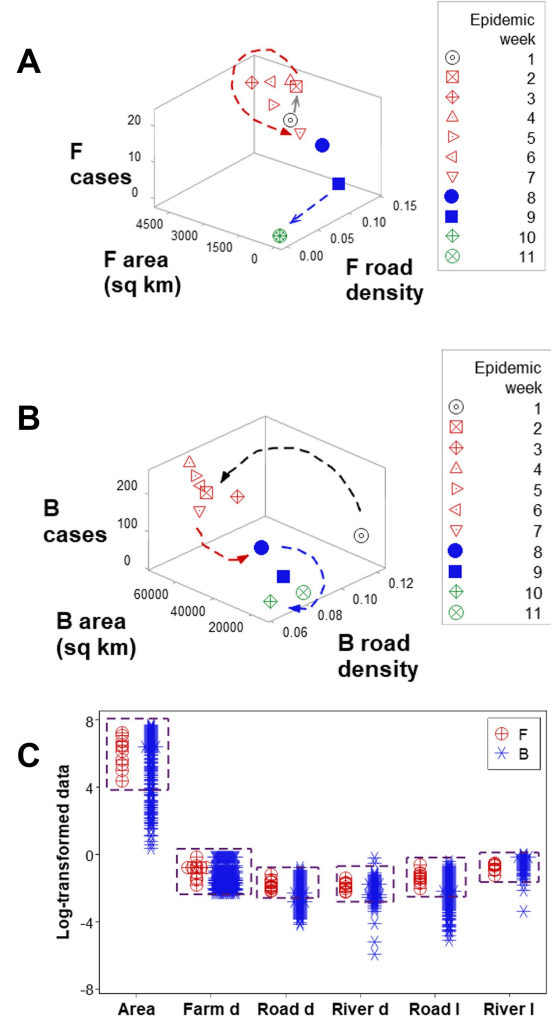 A
Epidemic
week
1
2
3
4
5
6
7
8
9
10
11
F
cases
20
10
0
4500
3000
1500
0
0.00
0.05
0.10
0.15
F area
(sq km)
F road
density
B
Epidemic
week
1
2
3
4
5
6
7
8
9
10
11
B
cases
200
100
0
60000
40000
20000
0.06
0.08
0.10
0.12
B area
(sq km)
B road
density
C
Log-transformed data
8
4
0
-4
-8
F
B
Area Farm d Road d River d Road l River l